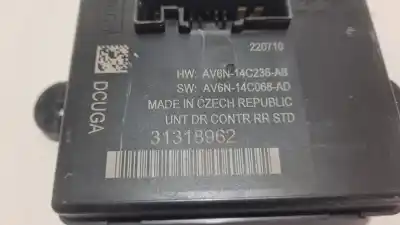 220710
HW: AV6N-14C236-AB
SW: AV6N-14C068-AD
MADE IN CZECH REPUBLIC
UNT DR CONTR RR STD
31318962
DCUGA